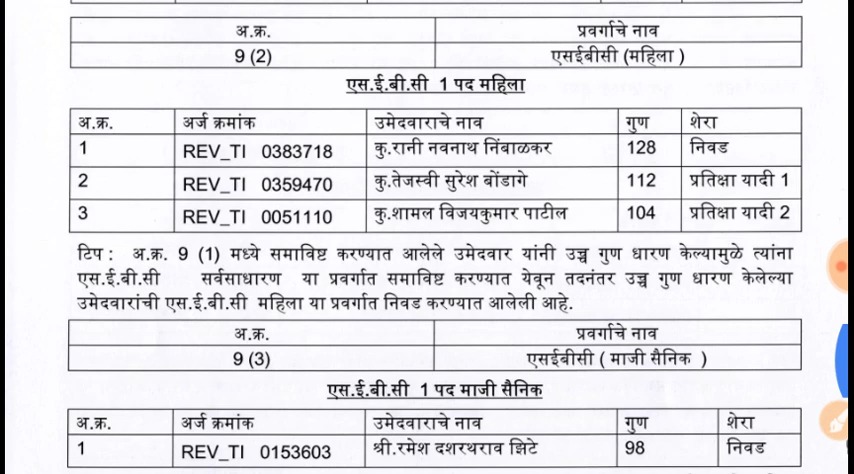 अ.क्र. प्रवर्गाचे नाव
9 (2) एसईबीसी (महिला )
एस.ई.बी.सी 1 पद महिला
अ.क्र. अर्ज क्रमांक उमेदवाराचे नाव गुण शेरा
1 REV_TI 0383718 कु.रानी नवनाथ निंबाळकर 128 निवड
2 REV_TI 0359470 कु.तेजस्वी सुरेश बोंडागे 112 प्रतिक्षा यादी 1
3 REV_TI 0051110 कु.शामल विजयकुमार पाटील 104 प्रतिक्षा यादी 2
टिप : अ.क्र. 9 (1) मध्ये समाविष्ट करण्यात आलेले उमेदवार यांनी उच्च गुण धारण केल्यामुळे त्यांना
एस.ई.बी.सी सर्वसाधारण या प्रवर्गात समाविष्ट करण्यात येवून तदनंतर उच्च गुण धारण केलेल्या
उमेदवारांची एस.ई.बी.सी महिला या प्रवर्गात निवड करण्यात आलेली आहे.
अ.क्र. प्रवर्गाचे नाव
9 (3) एसईबीसी ( माजी सैनिक )
एस.ई.बी.सी 1 पद माजी सैनिक
अ.क्र. अर्ज क्रमांक उमेदवाराचे नाव गुण शेरा
1 REV_TI 0153603 श्री.रमेश दशरथराव झिटे 98 निवड